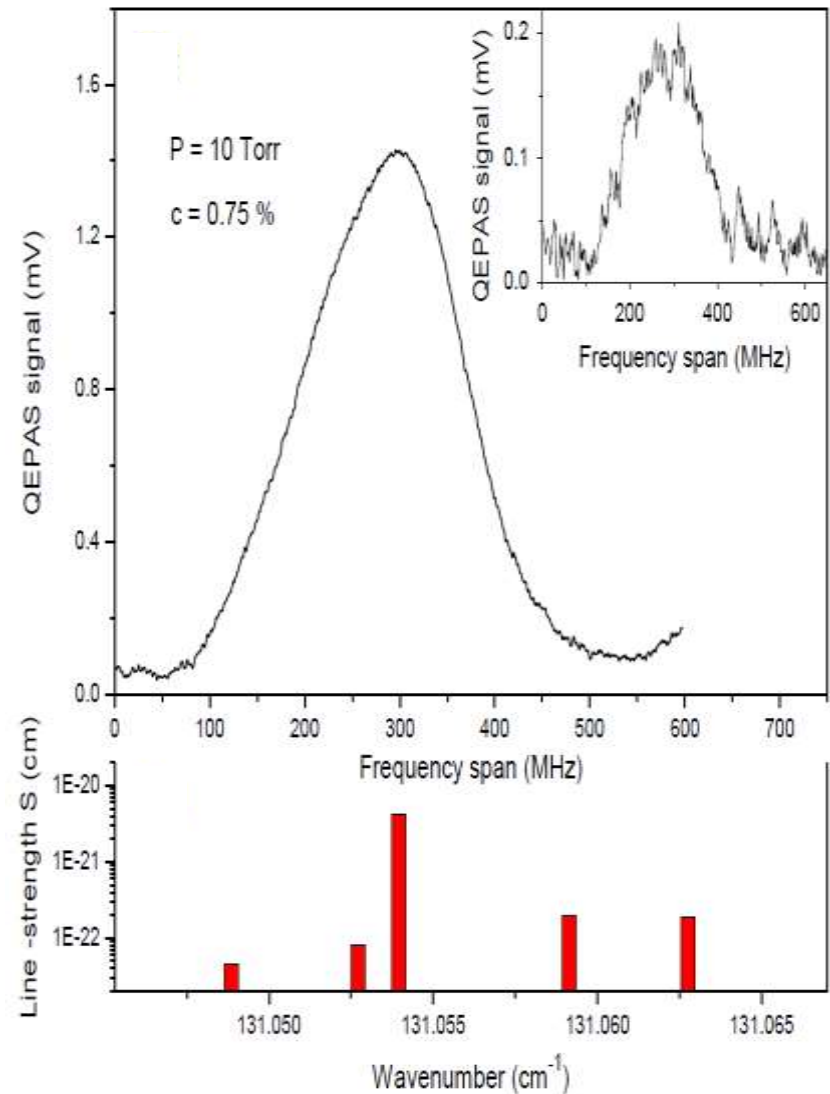 QEPAS signal (mV)
1.6
1.2
0.8
0.4
0.0
P = 10 Torr
c = 0.75 %
0 100 200 300 400 500 600 700
Frequency span (MHz)
QEPAS signal (mV)
0.2
0.1
0.0
0 200 400 600
Frequency span (MHz)
Line -strength S (cm)
1E-20
1E-21
1E-22
131.050 131.055 131.060 131.065
Wavenumber (cm⁻¹)